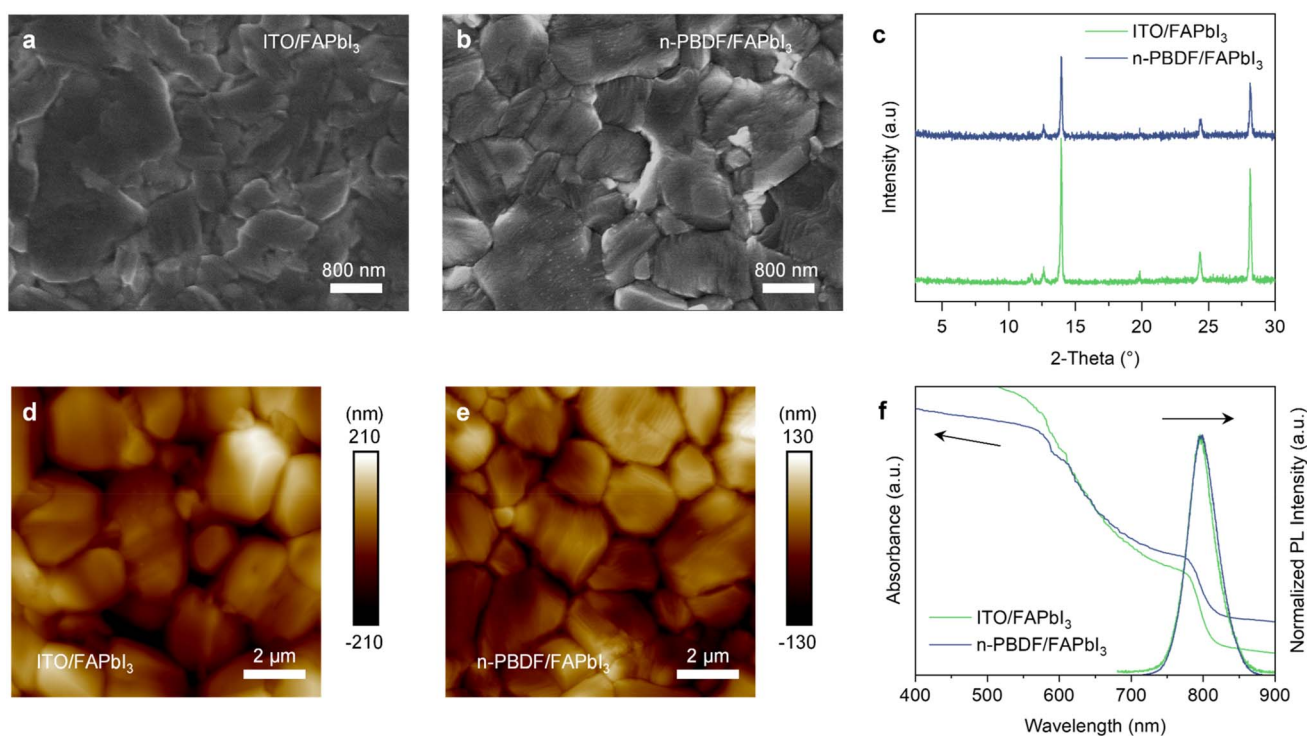 a
ITO/FAPbI₃
800 nm
b
n-PBDF/FAPbI₃
800 nm
c
ITO/FAPbI₃
n-PBDF/FAPbI₃
Intensity (a.u)
5 10 15 20 25 30
2-Theta (°)
d
ITO/FAPbI₃
2 µm
(nm)
210
-210
e
n-PBDF/FAPbI₃
2 µm
(nm)
130
-130
f
Absorbance (a.u.)
Normalized PL Intensity (a.u.)
ITO/FAPbI₃
n-PBDF/FAPbI₃
400 500 600 700 800 900
Wavelength (nm)